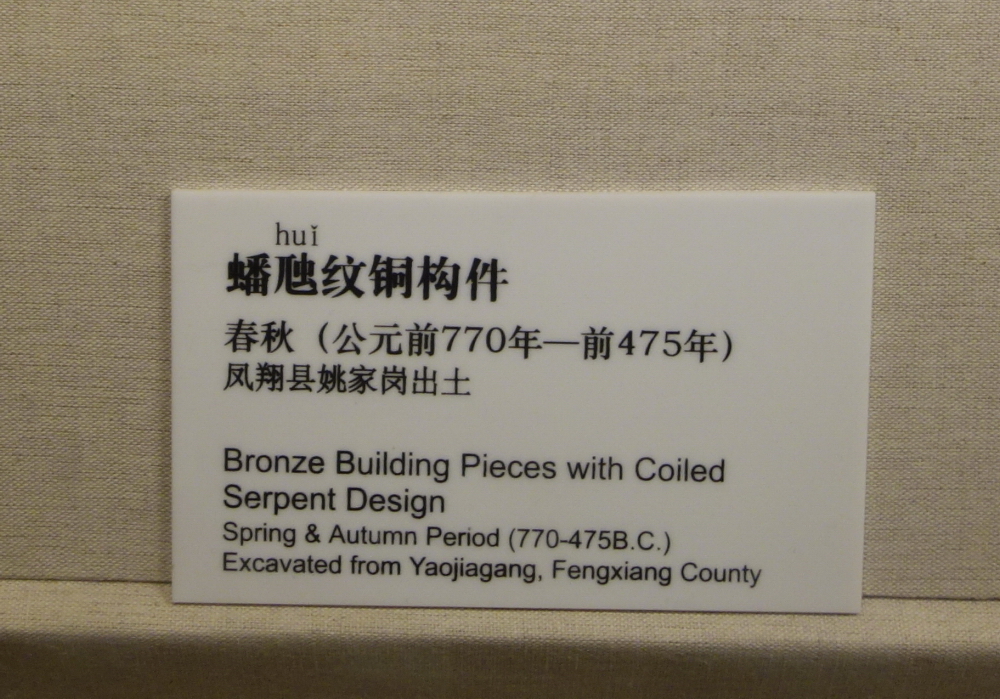 huǐ
蟠虺纹铜构件
春秋（公元前770年—前475年）
凤翔县姚家岗出土
Bronze Building Pieces with Coiled
Serpent Design
Spring & Autumn Period (770-475B.C.)
Excavated from Yaojiagang, Fengxiang County